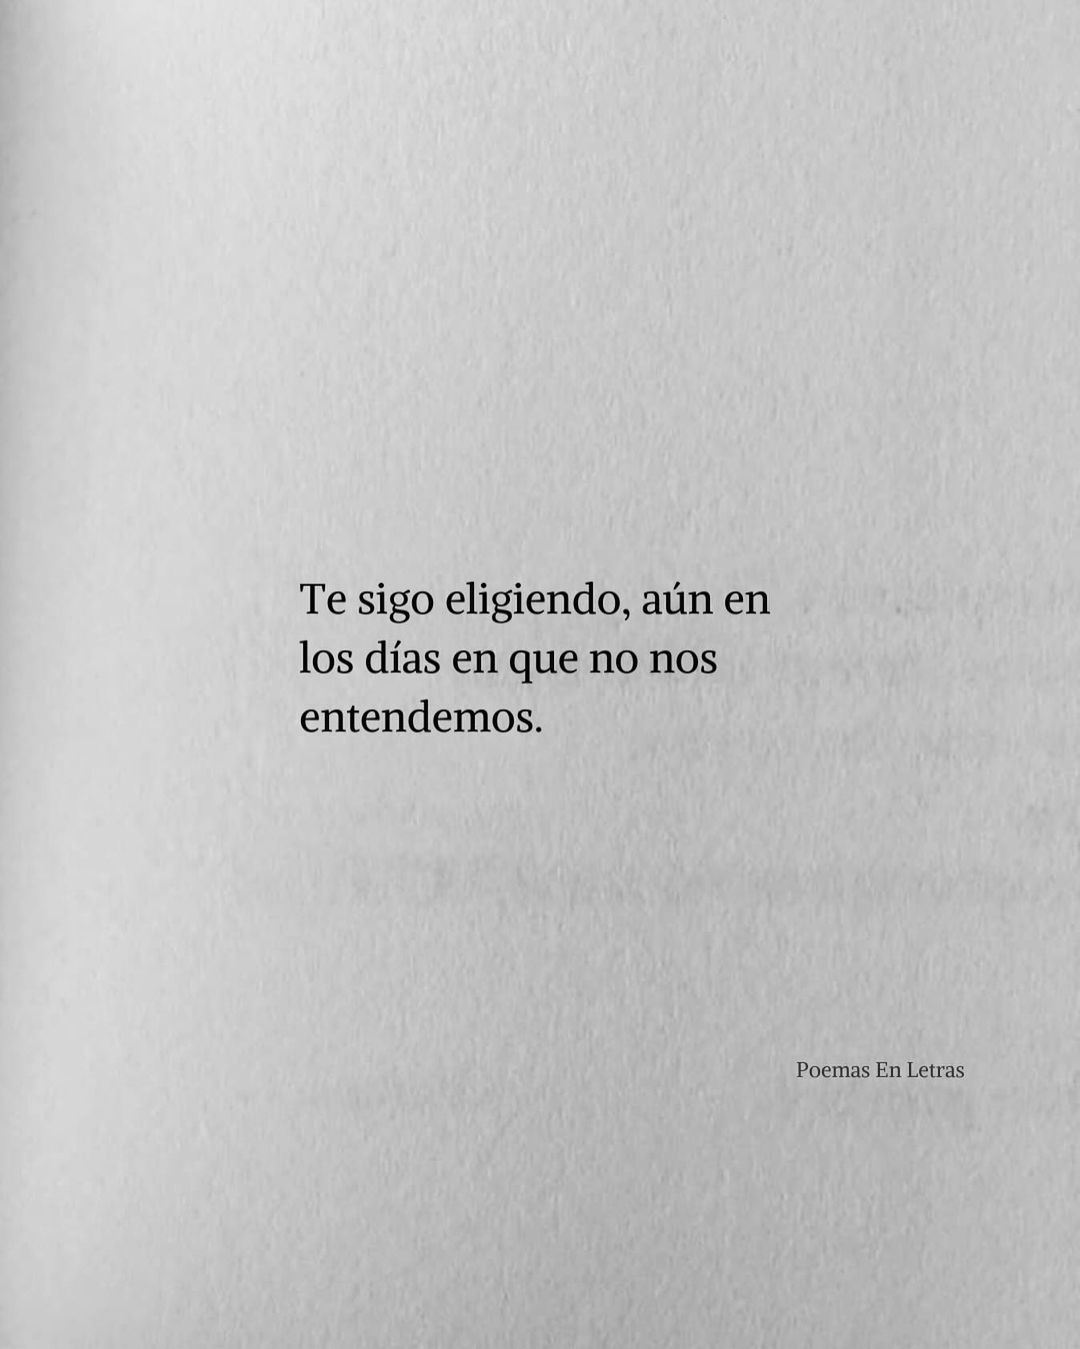 Te sigo eligiendo, aún en
los días en que no nos
entendemos.
Poemas En Letras